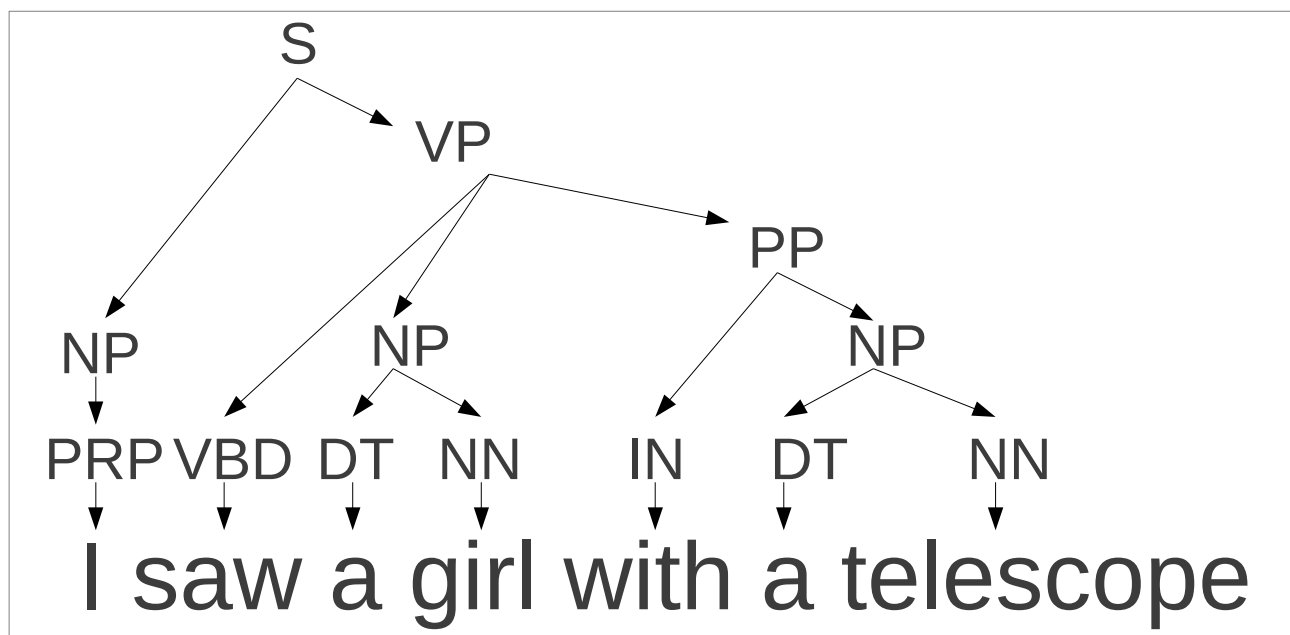 S
VP
PP
NP NP NP
PRP VBD DT NN IN DT NN
I saw a girl with a telescope